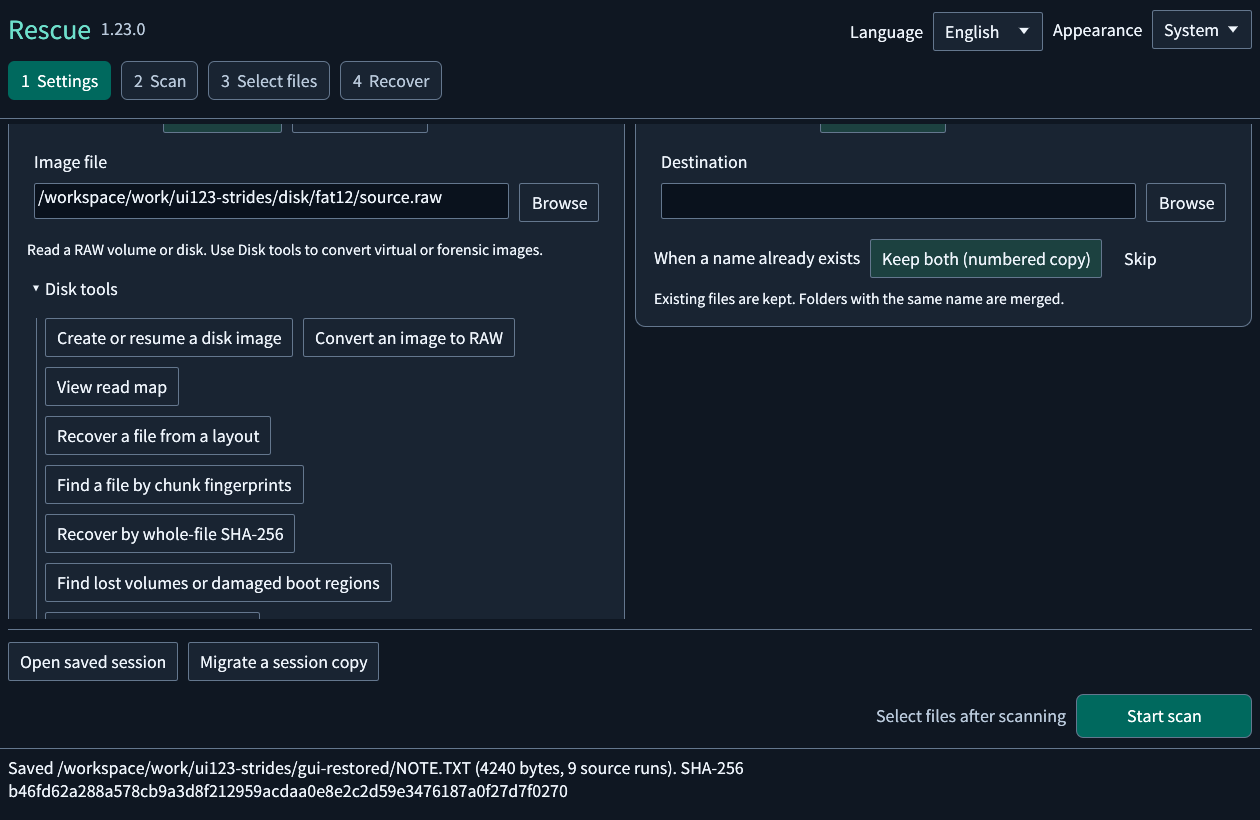 Rescue 1.23.0
Language English Appearance System
1 Settings 2 Scan 3 Select files 4 Recover
Image file
/workspace/work/ui123-strides/disk/fat12/source.raw Browse
Read a RAW volume or disk. Use Disk tools to convert virtual or forensic images.
Disk tools
Create or resume a disk image Convert an image to RAW
View read map
Recover a file from a layout
Find a file by chunk fingerprints
Recover by whole-file SHA-256
Find lost volumes or damaged boot regions
Destination
Browse
When a name already exists Keep both (numbered copy) Skip
Existing files are kept. Folders with the same name are merged.
Open saved session Migrate a session copy
Select files after scanning Start scan
Saved /workspace/work/ui123-strides/gui-restored/NOTE.TXT (4240 bytes, 9 source runs). SHA-256
b46fd62a288a578cb9a3d8f212959acdaa0e8e2c2d59e3476187a0f27d7f0270